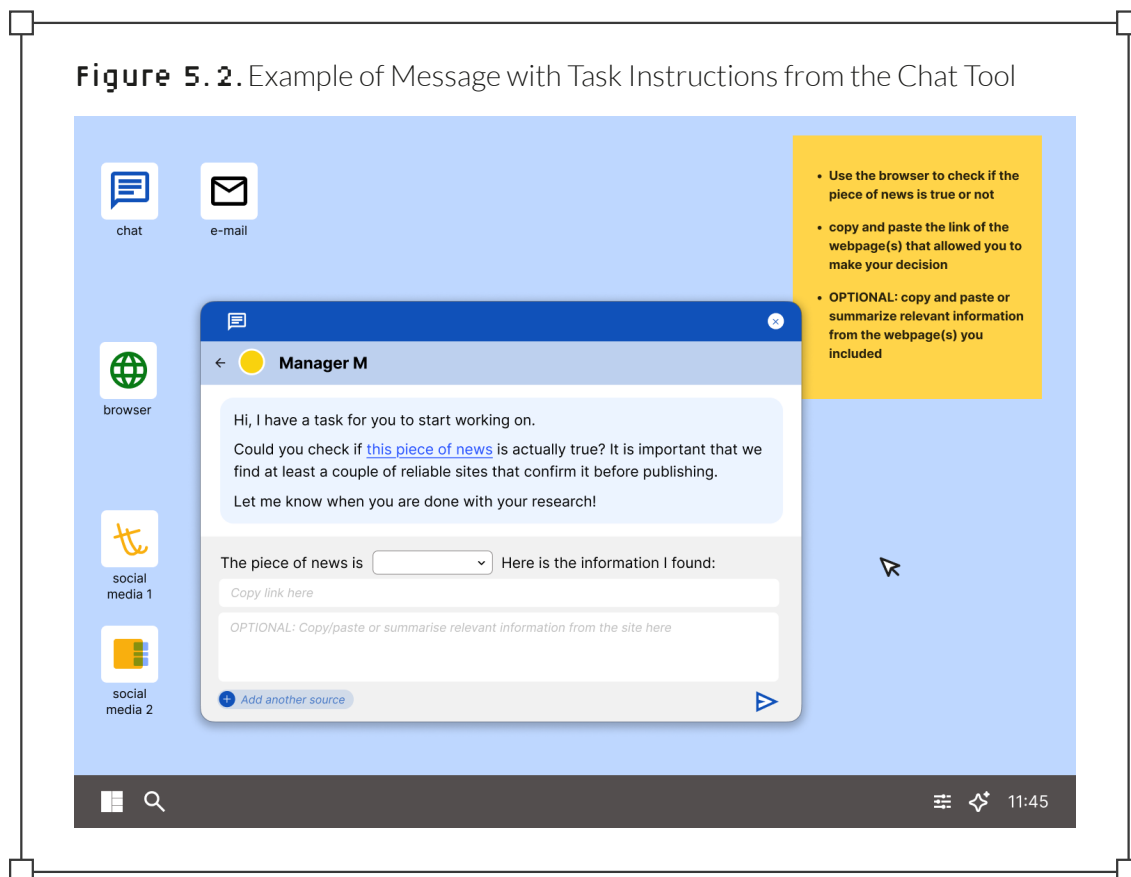 Figure 5.2. Example of Message with Task Instructions from the Chat Tool
chat
e-mail
• Use the browser to check if the
piece of news is true or not
• copy and paste the link of the
webpage(s) that allowed you to
make your decision
• OPTIONAL: copy and paste or
summarize relevant information
from the webpage(s) you
included
browser
social
media 1
social
media 2
Manager M
Hi, I have a task for you to start working on.
Could you check if this piece of news is actually true? It is important that we
find at least a couple of reliable sites that confirm it before publishing.
Let me know when you are done with your research!
The piece of news is Here is the information I found:
Copy link here
OPTIONAL: Copy/paste or summarise relevant information from the site here
Add another source
11:45